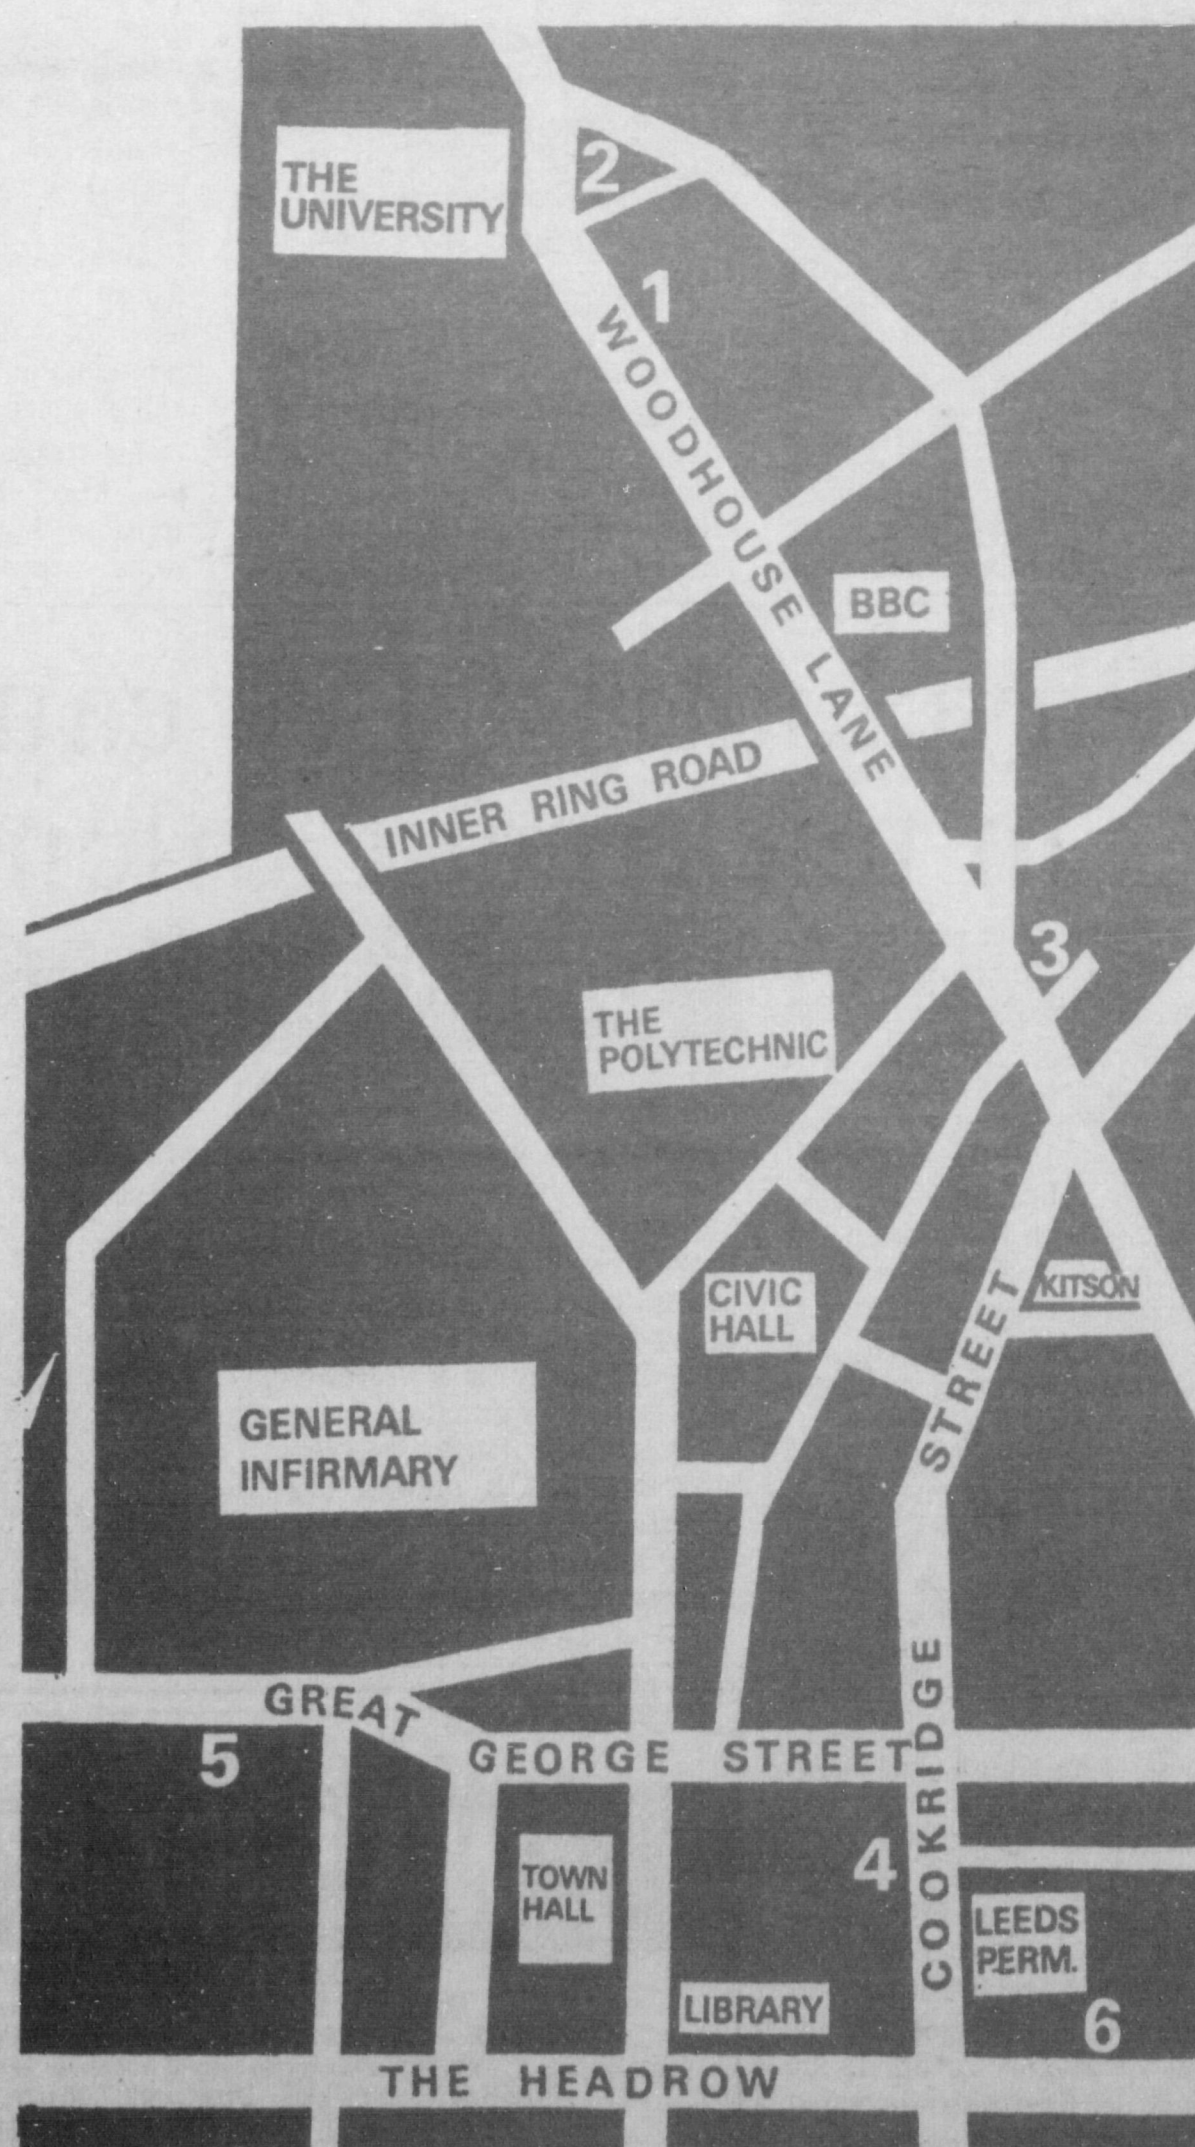 2
THE
UNIVERSITY
1
WOODHOUSE LANE
BBC
INNER RING ROAD
3
THE
POLYTECHNIC
CIVIC
HALL
KITSON
GENERAL
INFIRMARY
GREAT GEORGE STREET
5
COOKRIDGE STREET
4
TOWN
HALL
LEEDS
PERM.
LIBRARY
6
THE HEADROW